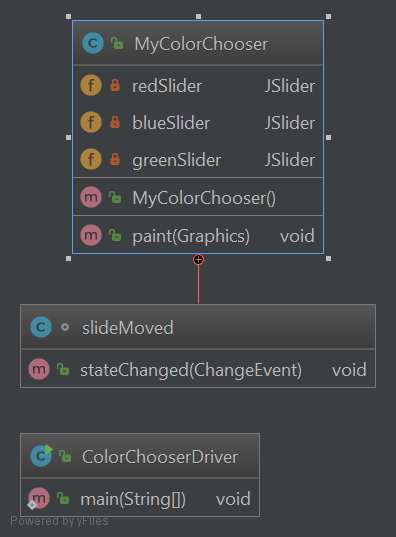 C MyColorChooser
f redSlider JSlider
f blueSlider JSlider
f greenSlider JSlider
m MyColorChooser()
m paint(Graphics) void
C slideMoved
m stateChanged(ChangeEvent) void
C ColorChooserDriver
m main(String[]) void
Powered by yFiles